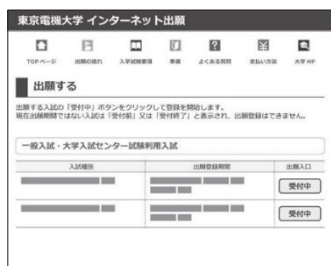 東京電機大学 インターネット出願
TOP ページ 出願の流れ 入学試験要項 準備 よくある質問 支払い方法 大学 HP
出願する
出願する入試の「受付中」ボタンをクリックして登録を開始します。
現在出願期間ではない入試は「受付前」又は「受付終了」と表示され、出願登録はできません。
一般入試・大学入試センター試験利用入試
入試種別 出願登録期間 出願入口
受付中
受付中